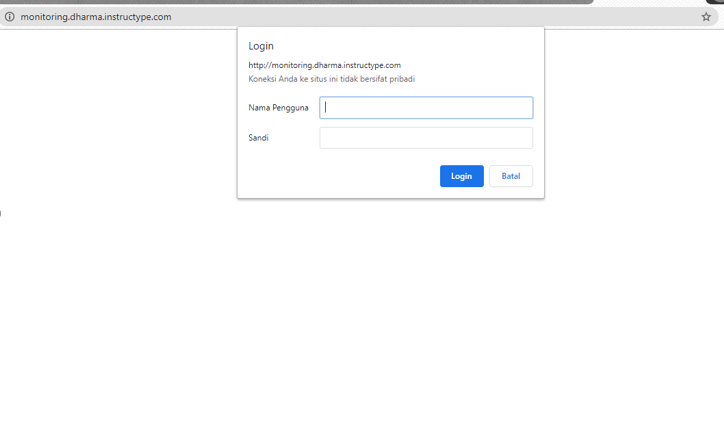 monitoring.dharma.instructype.com
Login
http://monitoring.dharma.instructype.com
Koneksi Anda ke situs ini tidak bersifat pribadi
Nama Pengguna
Sandi
Login Batal